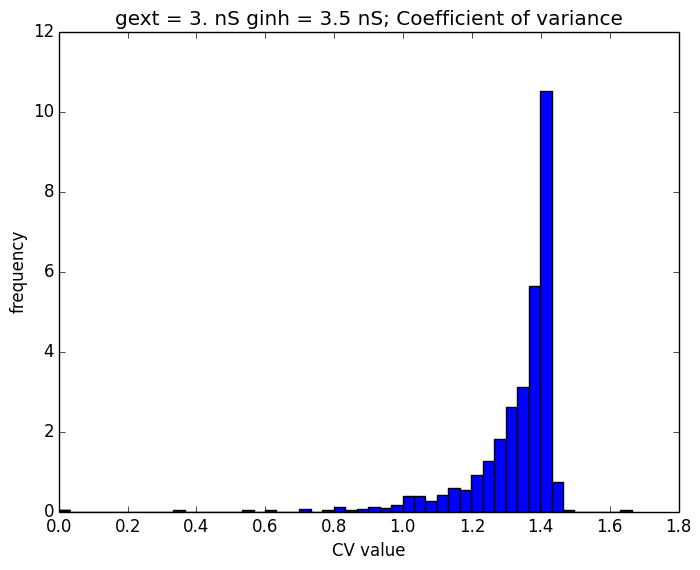 gext = 3. nS ginh = 3.5 nS; Coefficient of variance
12
10
8
6
4
2
0
frequency
0.0 0.2 0.4 0.6 0.8 1.0 1.2 1.4 1.6 1.8
CV value